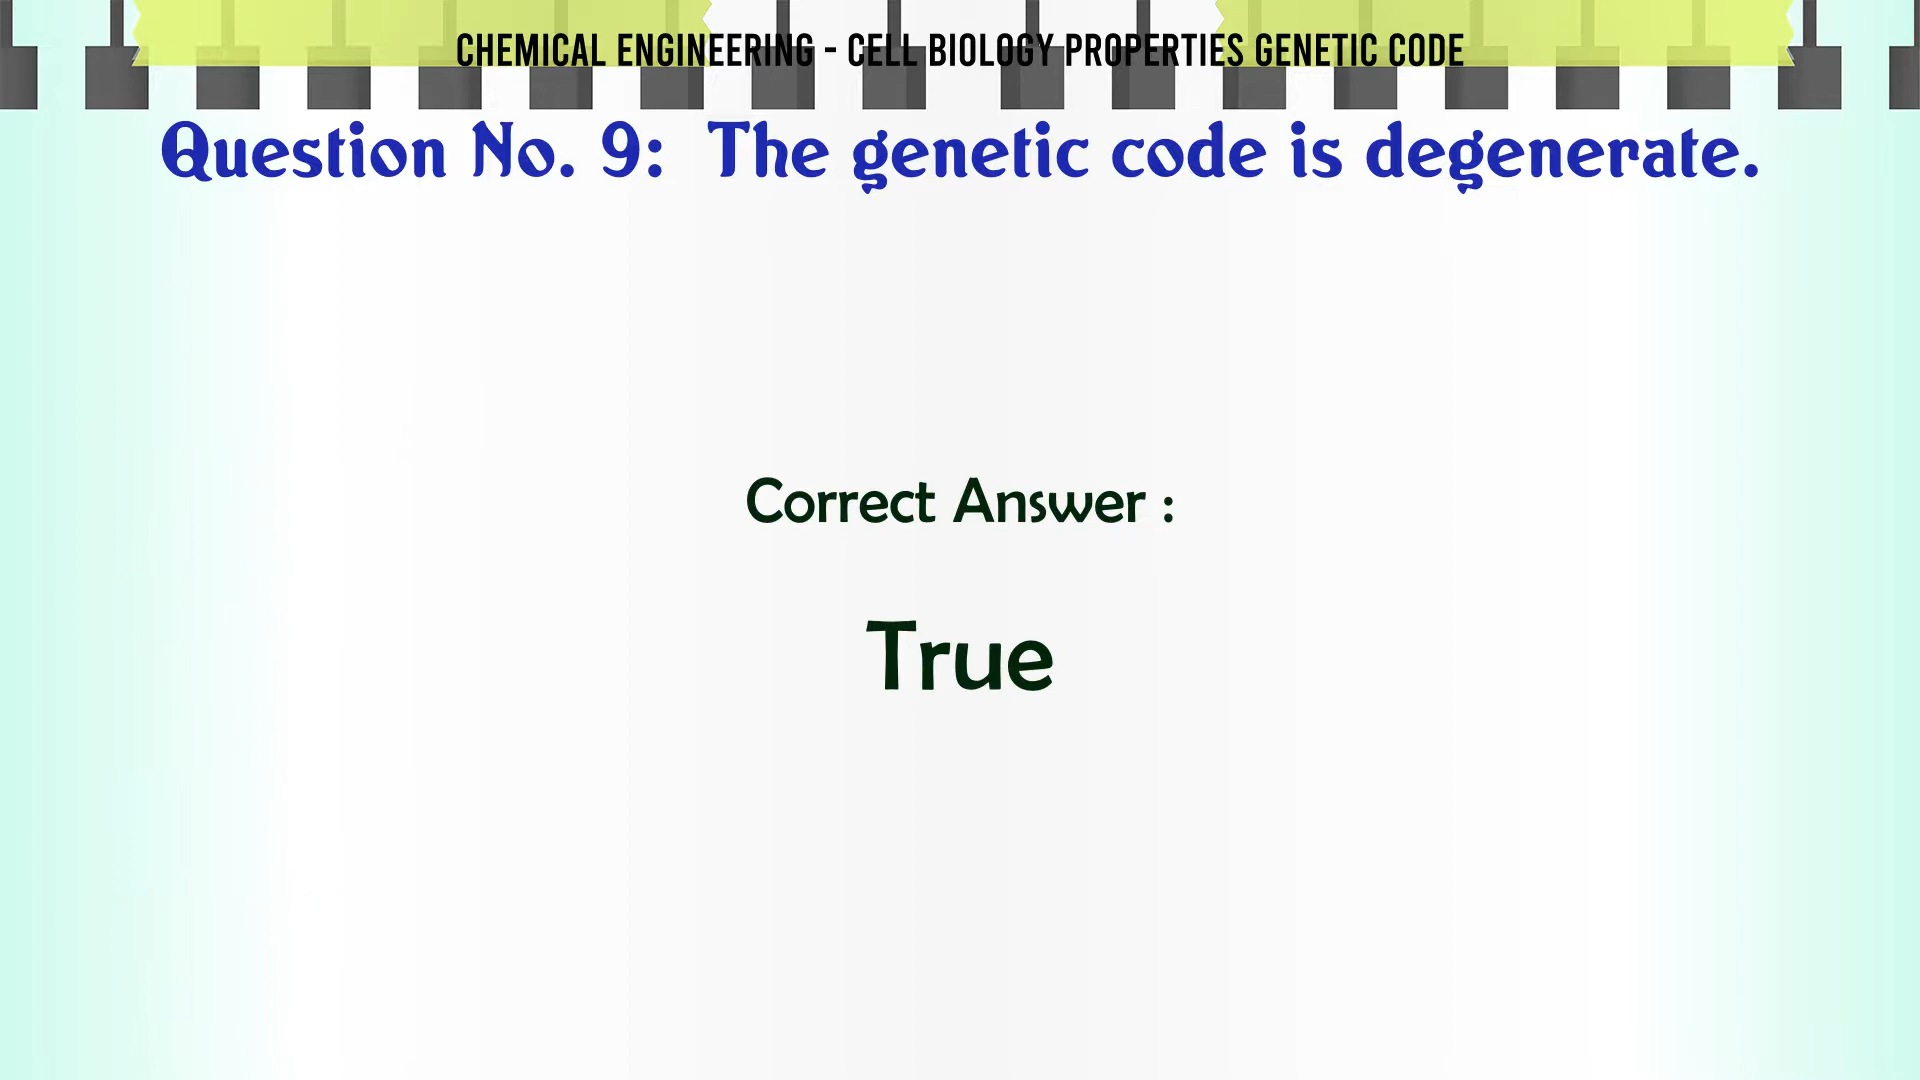 CHEMICAL ENGINEERING - CELL BIOLOGY PROPERTIES GENETIC CODE
Question No. 9: The genetic code is degenerate.
Correct Answer :
True